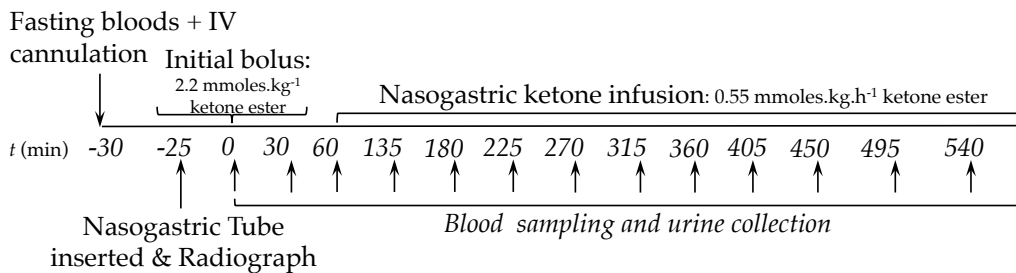 Fasting bloods + IV
cannulation
Initial bolus:
2.2 mmoles.kg⁻¹
ketone ester
Nasogastric ketone infusion: 0.55 mmoles.kg.h⁻¹ ketone ester
t (min) -30 -25 0 30 60 135 180 225 270 315 360 405 450 495 540
Nasogastric Tube
inserted & Radiograph
Blood sampling and urine collection